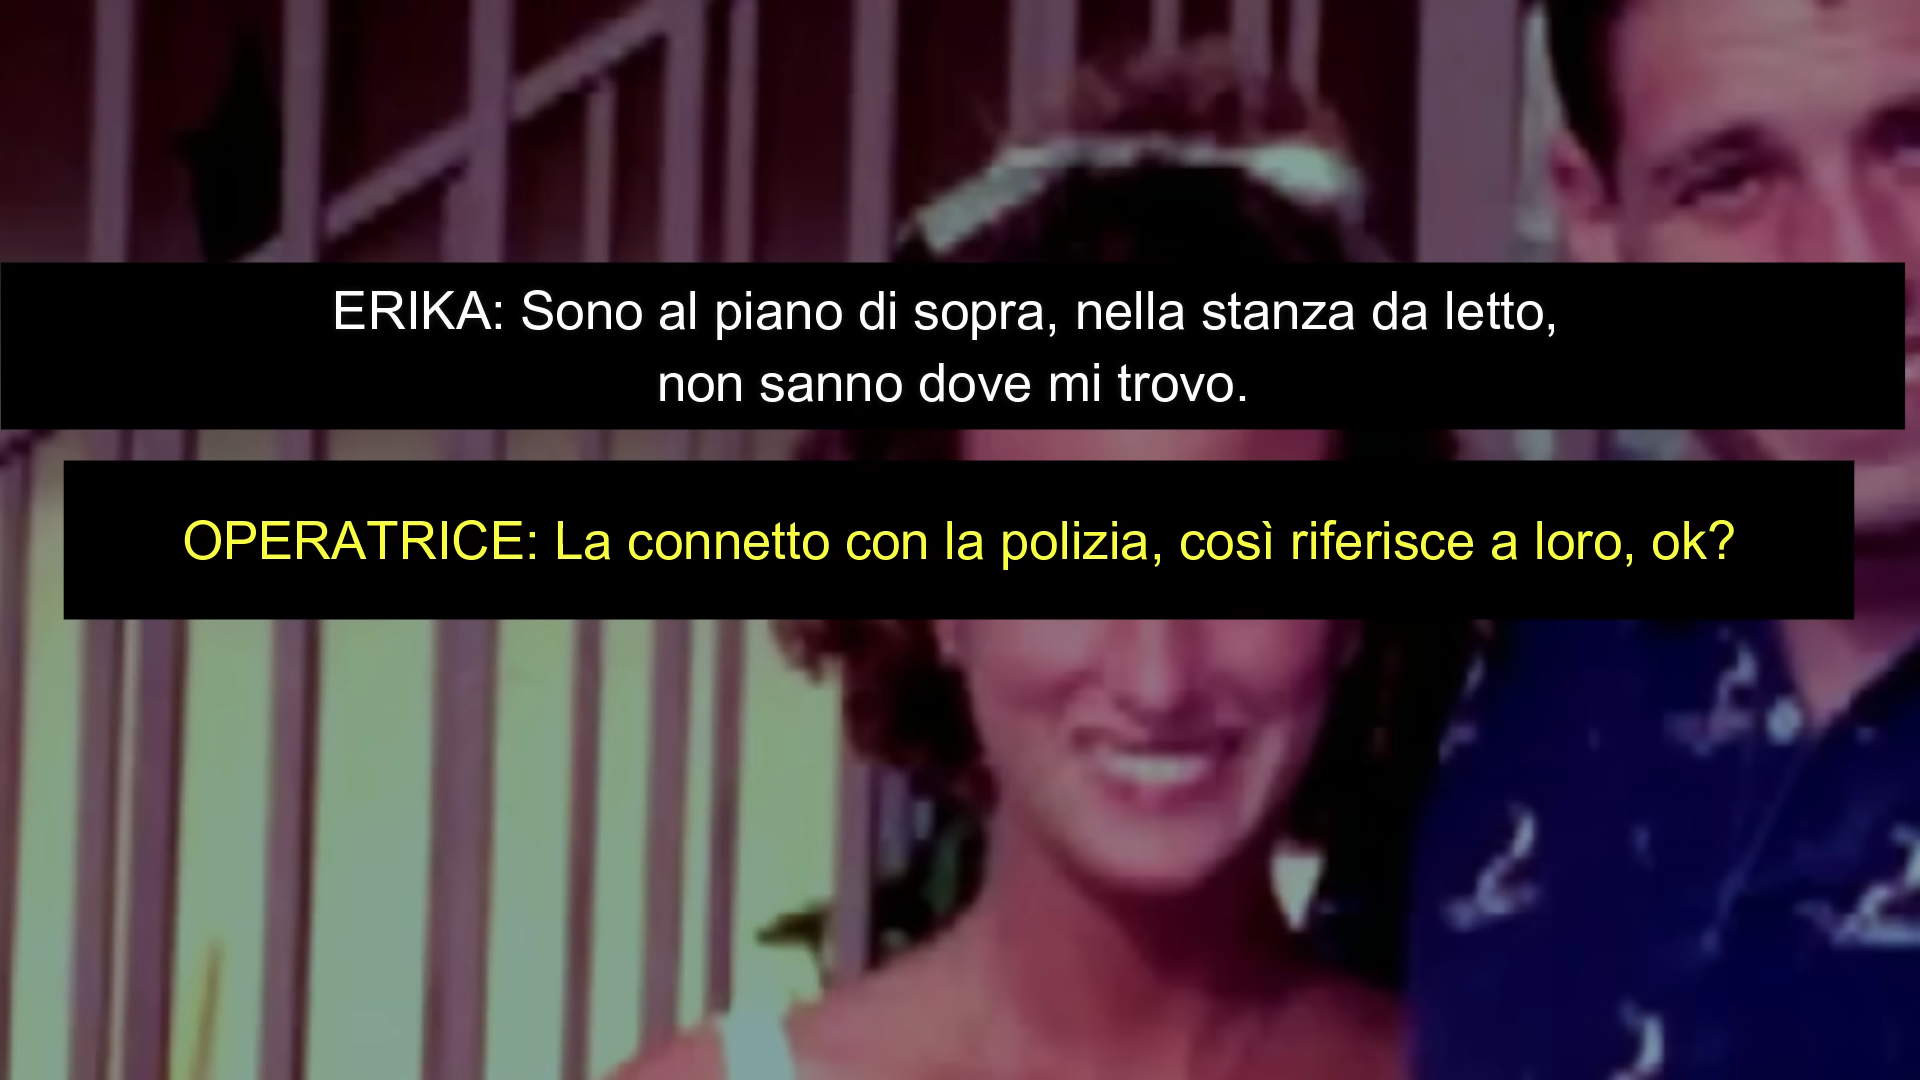 ERIKA: Sono al piano di sopra, nella stanza da letto,
non sanno dove mi trovo.
OPERATRICE: La connetto con la polizia, così riferisce a loro, ok?